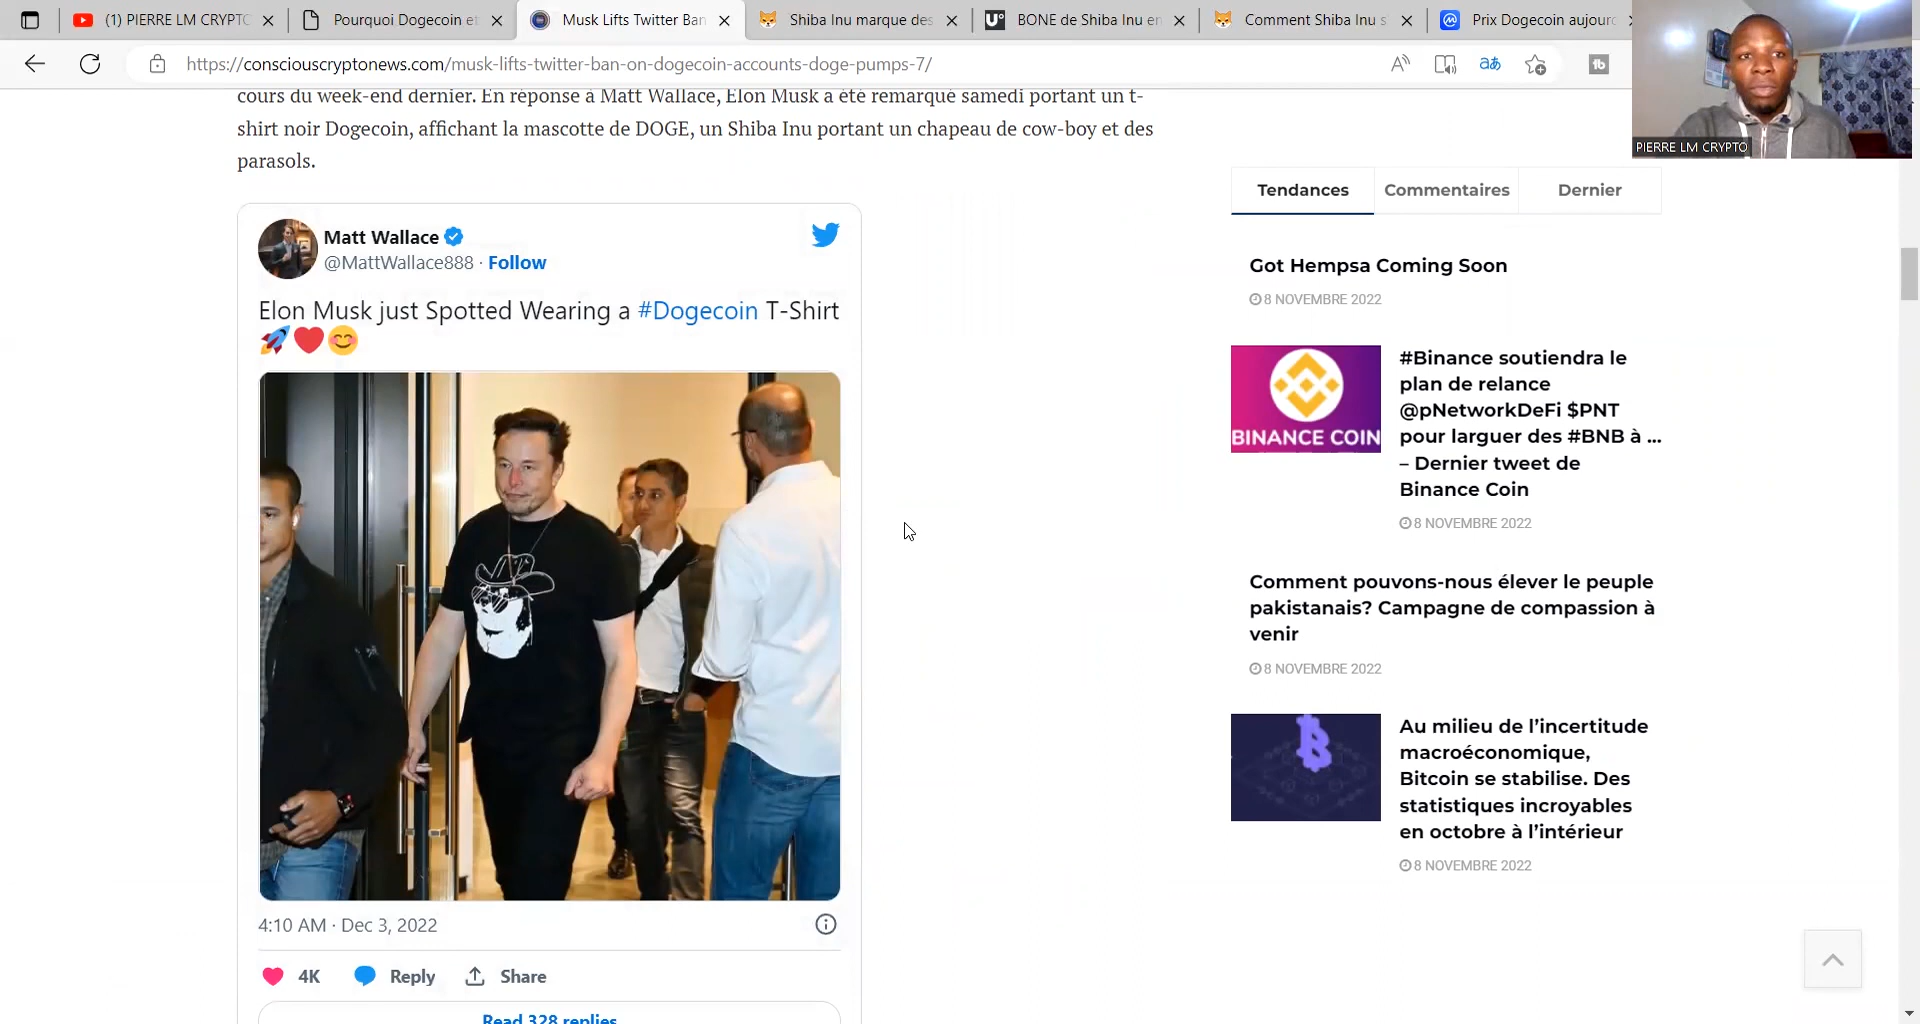 (1) PIERRE LM CRYPTO
Pourquoi Dogecoin et
Musk Lifts Twitter Ban
Shiba Inu marque des
BONE de Shiba Inu en
Comment Shiba Inu s
Prix Dogecoin aujourd
https://consciouscryptonews.com/musk-lifts-twitter-ban-on-dogecoin-accounts-doge-pumps-7/
PIERRE LM CRYPTO
cours du week-end dernier. En réponse à Matt Wallace, Elon Musk a été remarqué samedi portant un t-
shirt noir Dogecoin, affichant la mascotte de DOGE, un Shiba Inu portant un chapeau de cow-boy et des
parasols.
Matt Wallace
@MattWallace888 · Follow
Elon Musk just Spotted Wearing a #Dogecoin T-Shirt
🚀❤️😊
4:10 AM · Dec 3, 2022
4K Reply Share
Read 328 replies
Tendances Commentaires Dernier
Got Hempsa Coming Soon
8 NOVEMBRE 2022
BINANCE COIN
#Binance soutiendra le
plan de relance
@pNetworkDeFi $PNT
pour larguer des #BNB à ...
– Dernier tweet de
Binance Coin
8 NOVEMBRE 2022
Comment pouvons-nous élever le peuple
pakistanais? Campagne de compassion à
venir
8 NOVEMBRE 2022
Au milieu de l’incertitude
macroéconomique,
Bitcoin se stabilise. Des
statistiques incroyables
en octobre à l’intérieur
8 NOVEMBRE 2022